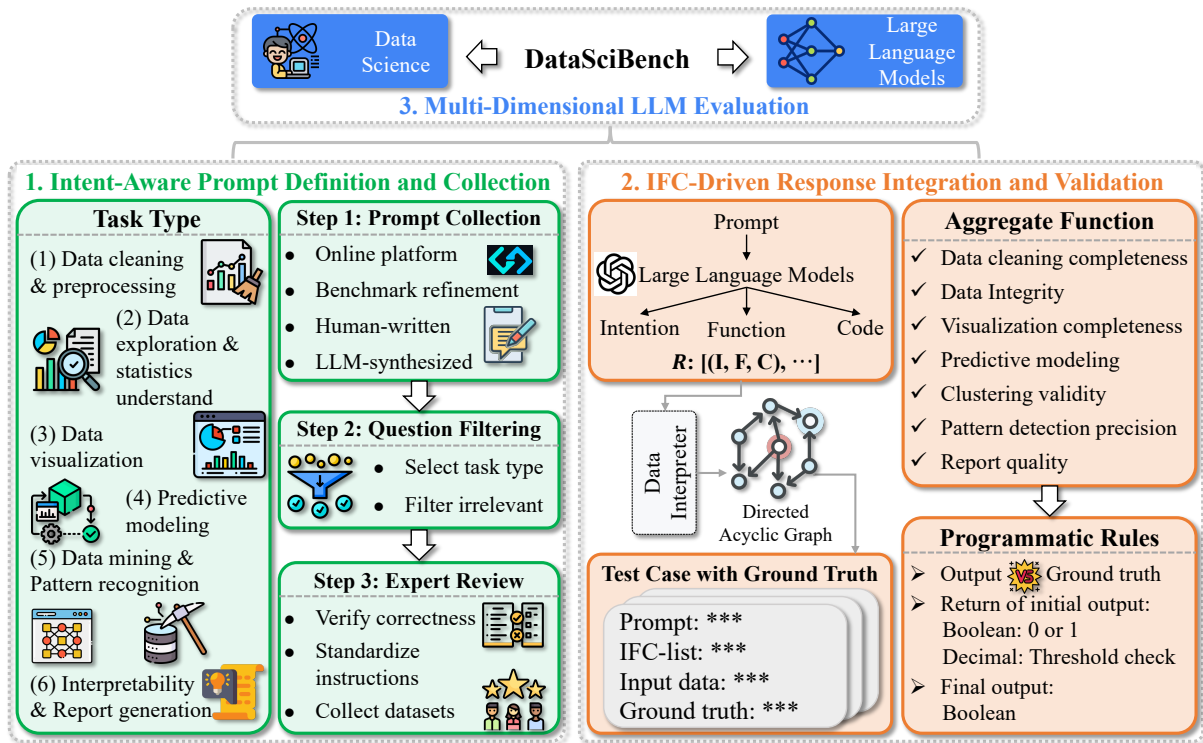 Data
Science
DataSciBench
Large
Language
Models
3. Multi-Dimensional LLM Evaluation
1. Intent-Aware Prompt Definition and Collection
Task Type
(1) Data cleaning
& preprocessing
(2) Data
exploration &
statistics
understand
(3) Data
visualization
(4) Predictive
modeling
(5) Data mining &
Pattern recognition
(6) Interpretability
& Report generation
Step 1: Prompt Collection
● Online platform
● Benchmark refinement
● Human-written
● LLM-synthesized
Step 2: Question Filtering
● Select task type
● Filter irrelevant
Step 3: Expert Review
● Verify correctness
● Standardize
instructions
● Collect datasets
2. IFC-Driven Response Integration and Validation
Prompt
Large Language Models
Intention
Function
Code
R: [(I, F, C), ⋯]
Data
Interpreter
Directed
Acyclic Graph
Test Case with Ground Truth
Prompt: ***
IFC-list: ***
Input data: ***
Ground truth: ***
Aggregate Function
✓ Data cleaning completeness
✓ Data Integrity
✓ Visualization completeness
✓ Predictive modeling
✓ Clustering validity
✓ Pattern detection precision
✓ Report quality
Programmatic Rules
➢ Output VS Ground truth
➢ Return of initial output:
Boolean: 0 or 1
Decimal: Threshold check
➢ Final output:
Boolean